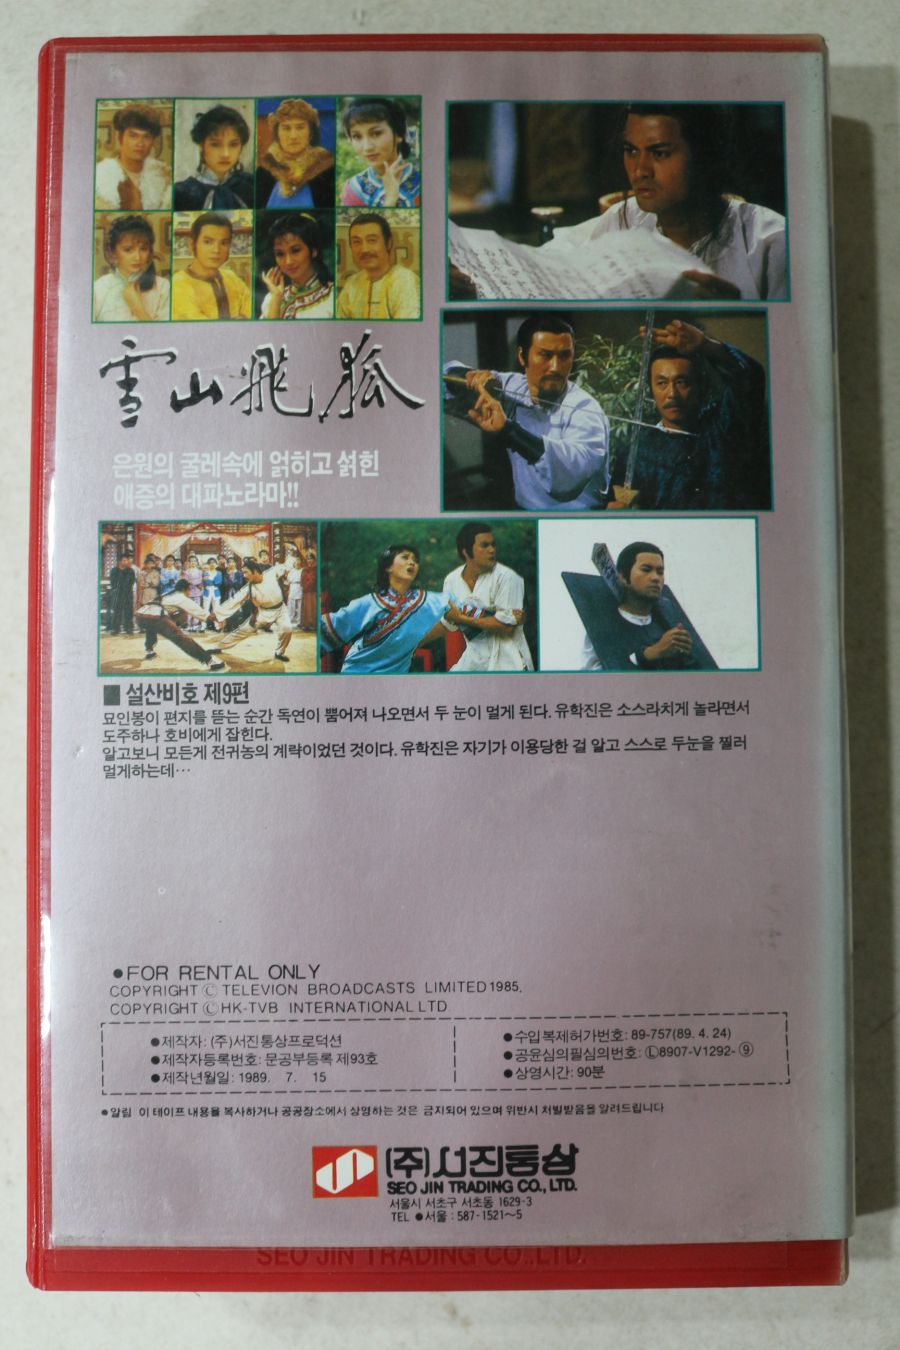 雪山飛狐
은원의 굴레속에 얽히고 섥힌
애증의 대파노라마!!
■ 설산비호 제9편
묘인봉이 편지를 뜯는 순간 독연이 뿜어져 나오면서 두 눈이 멀게 된다. 유학진은 소스라치게 놀라면서
도주하나 호비에게 잡힌다.
알고보니 모든게 전귀농의 계략이었던 것이다. 유학진은 자기가 이용당한 걸 알고 스스로 두눈을 찔러
멀게하는데…
●FOR RENTAL ONLY
COPYRIGHT Ⓒ TELEVION BROADCASTS LIMITED 1985.
COPYRIGHT Ⓒ HK-TVB INTERNATIONAL LTD.
●제작자: (주)서진통상프로덕션
●제작자등록번호: 문공부등록 제93호
●제작년월일: 1989. 7. 15
●수입복제허가번호: 89-757(89. 4. 24)
●공윤심의필심의번호: Ⓛ8907-V1292-⑨
●상영시간: 90분
●알림 이 테이프 내용을 복사하거나 공공장소에서 상영하는 것은 금지되어 있으며 위반시 처벌받음을 알려드립니다
(주)서진통상
SEO JIN TRADING CO., LTD.
서울시 서초구 서초동 1629-3
TEL ●서울: 587-1521~5
SEO JIN TRADING CO., LTD.